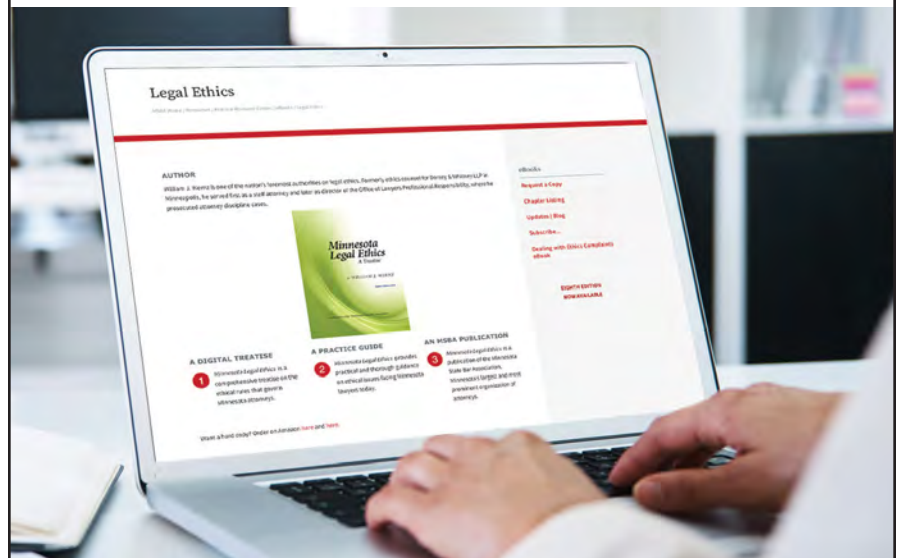 Legal Ethics
AUTHOR
William J. Wernz is one of the nation's foremost authorities on legal ethics. Formerly ethics counsel for Dorsey & Whitney LLP in
Minneapolis, he served first as a staff attorney and later as director of the Office of Lawyers Professional Responsibility, where he
prosecuted attorney discipline cases.
Minnesota
Legal Ethics
A Treatise
A DIGITAL TREATISE
1
Minnesota Legal Ethics is a
comprehensive treatise on the
ethical rules that govern
Minnesota attorneys.
A PRACTICE GUIDE
2
Minnesota Legal Ethics provides
practical and thorough guidance
on ethical issues facing Minnesota
lawyers today.
AN MSBA PUBLICATION
3
Minnesota Legal Ethics is a
publication of the Minnesota
State Bar Association,
Minnesota's largest and most
prominent organization of
attorneys.
Want a hard copy? Order on Amazon here and here.
eBooks
Request a Copy
Chapter Listing
Updates | Blog
Subscribe...
Dealing with Ethics Complaints
eBook
EIGHTH EDITION
NOW AVAILABLE